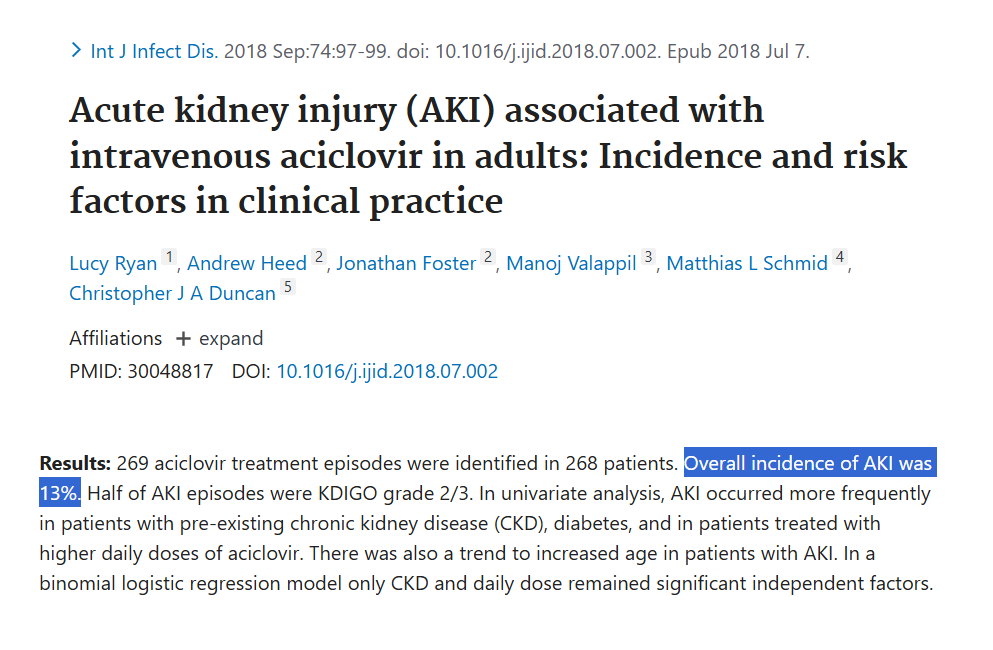 > Int J Infect Dis. 2018 Sep:74:97-99. doi: 10.1016/j.ijid.2018.07.002. Epub 2018 Jul 7.
Acute kidney injury (AKI) associated with
intravenous aciclovir in adults: Incidence and risk
factors in clinical practice
Lucy Ryan 1, Andrew Heed 2, Jonathan Foster 2, Manoj Valappil 3, Matthias L Schmid 4,
Christopher J A Duncan 5
Affiliations + expand
PMID: 30048817 DOI: 10.1016/j.ijid.2018.07.002
Results: 269 aciclovir treatment episodes were identified in 268 patients. Overall incidence of AKI was
13%. Half of AKI episodes were KDIGO grade 2/3. In univariate analysis, AKI occurred more frequently
in patients with pre-existing chronic kidney disease (CKD), diabetes, and in patients treated with
higher daily doses of aciclovir. There was also a trend to increased age in patients with AKI. In a
binomial logistic regression model only CKD and daily dose remained significant independent factors.